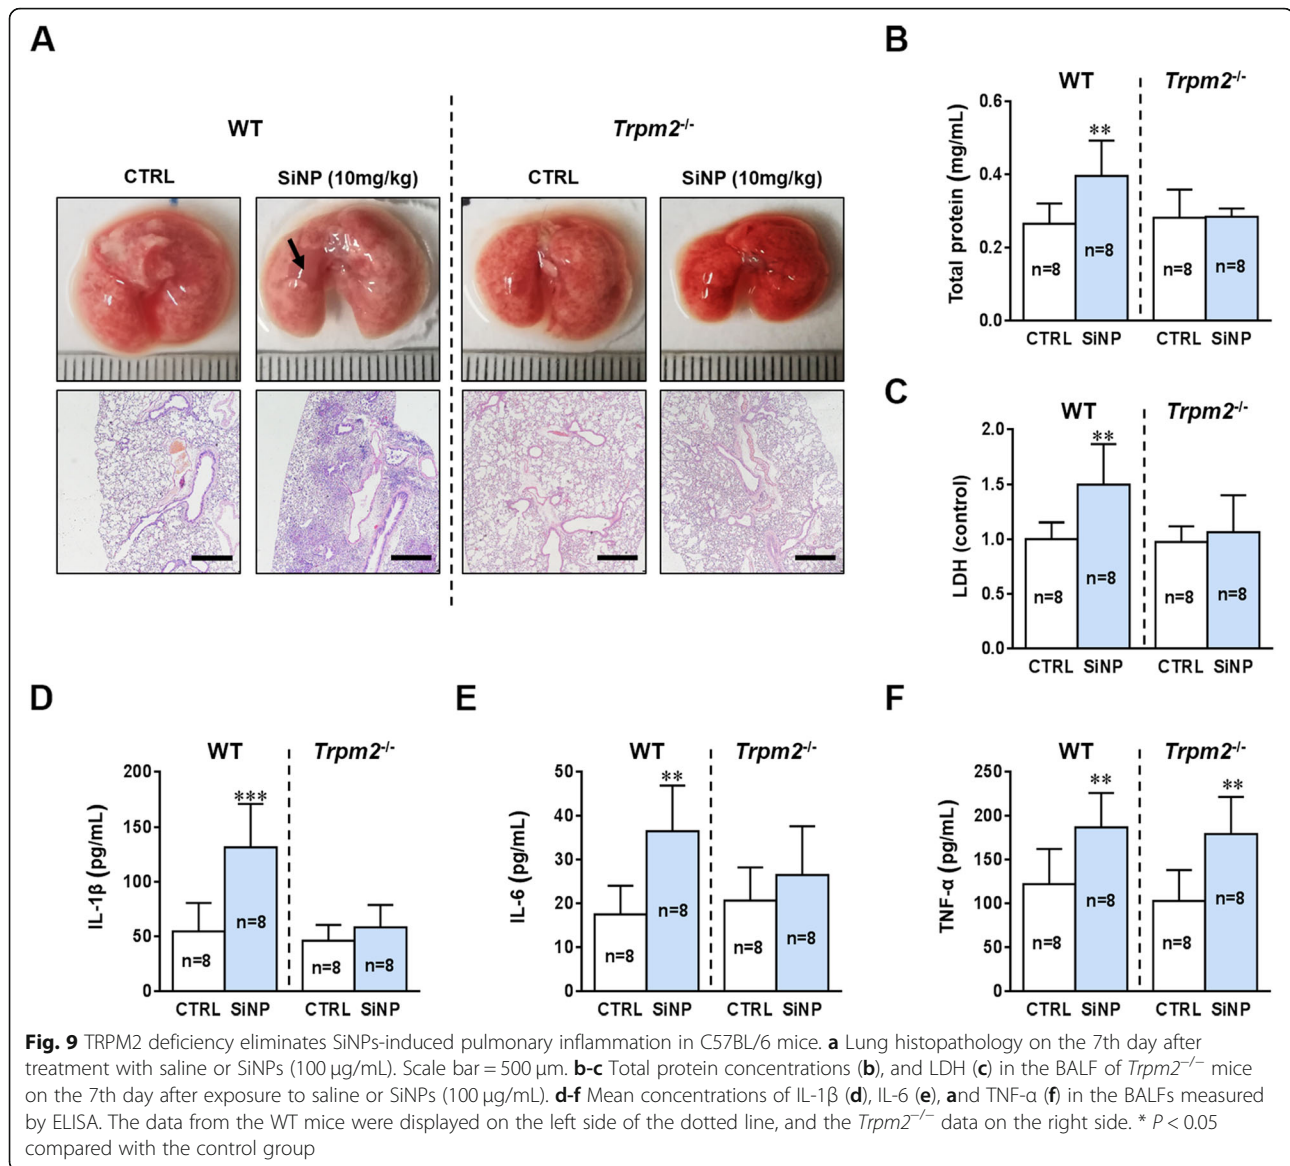 A
WT
Trpm2-/-
CTRL
SiNP (10mg/kg)
CTRL
SiNP (10mg/kg)
B
WT
Trpm2-/-
Total protein (mg/mL)
0.6
0.4
0.2
0.0
**
n=8
n=8
n=8
n=8
CTRL SiNP
CTRL SiNP
C
WT
Trpm2-/-
LDH (control)
2.0
1.5
1.0
0.5
0.0
**
n=8
n=8
n=8
n=8
CTRL SiNP
CTRL SiNP
D
WT
Trpm2-/-
IL-1β (pg/mL)
200
150
100
50
0
***
n=8
n=8
n=8
n=8
CTRL SiNP
CTRL SiNP
E
WT
Trpm2-/-
IL-6 (pg/mL)
50
40
30
20
10
0
**
n=8
n=8
n=8
n=8
CTRL SiNP
CTRL SiNP
F
WT
Trpm2-/-
TNF-α (pg/mL)
250
200
150
100
50
0
**
**
n=8
n=8
n=8
n=8
CTRL SiNP
CTRL SiNP
Fig. 9 TRPM2 deficiency eliminates SiNPs-induced pulmonary inflammation in C57BL/6 mice. a Lung histopathology on the 7th day after
treatment with saline or SiNPs (100 μg/mL). Scale bar = 500 μm. b-c Total protein concentrations (b), and LDH (c) in the BALF of Trpm2−/− mice
on the 7th day after exposure to saline or SiNPs (100 μg/mL). d-f Mean concentrations of IL-1β (d), IL-6 (e), and TNF-α (f) in the BALFs measured
by ELISA. The data from the WT mice were displayed on the left side of the dotted line, and the Trpm2−/− data on the right side. * P < 0.05
compared with the control group